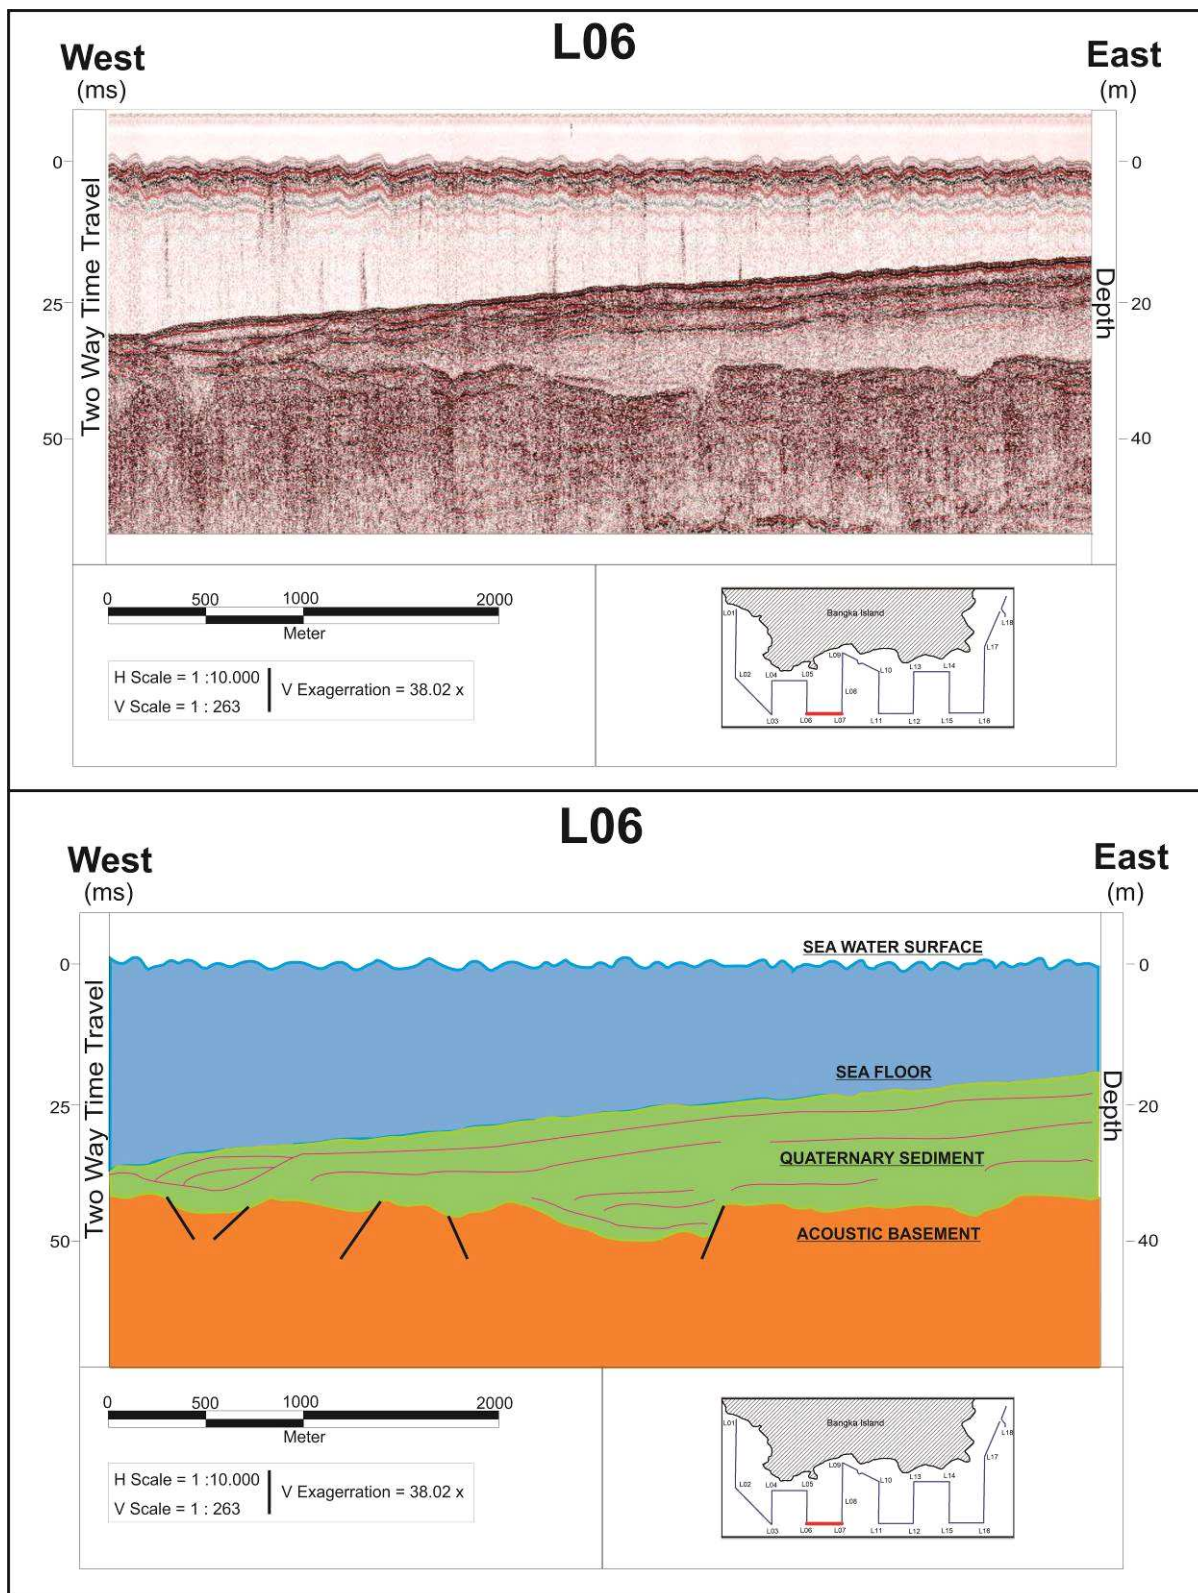 L06
West
East
(ms)
(m)
0
0
25
20
50
40
Two Way Time Travel
Depth
0 500 1000 2000
Meter
H Scale = 1 :10.000
V Scale = 1 : 263
V Exagerration = 38.02 x
Bangka Island
L01
L02
L03
L04
L05
L06
L07
L08
L09
L10
L11
L12
L13
L14
L15
L16
L17
L18
L06
West
East
(ms)
(m)
SEA WATER SURFACE
0
0
SEA FLOOR
25
20
QUATERNARY SEDIMENT
ACOUSTIC BASEMENT
50
40
Two Way Time Travel
Depth
0 500 1000 2000
Meter
H Scale = 1 :10.000
V Scale = 1 : 263
V Exagerration = 38.02 x
Bangka Island
L01
L02
L03
L04
L05
L06
L07
L08
L09
L10
L11
L12
L13
L14
L15
L16
L17
L18